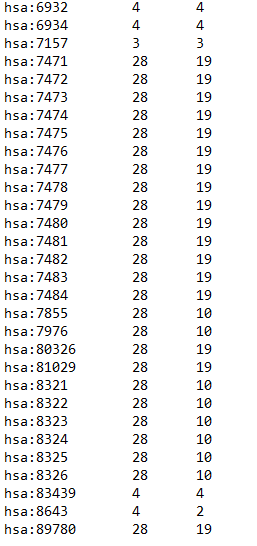 hsa:6932 4 4
hsa:6934 4 4
hsa:7157 3 3
hsa:7471 28 19
hsa:7472 28 19
hsa:7473 28 19
hsa:7474 28 19
hsa:7475 28 19
hsa:7476 28 19
hsa:7477 28 19
hsa:7478 28 19
hsa:7479 28 19
hsa:7480 28 19
hsa:7481 28 19
hsa:7482 28 19
hsa:7483 28 19
hsa:7484 28 19
hsa:7855 28 10
hsa:7976 28 10
hsa:80326 28 19
hsa:81029 28 19
hsa:8321 28 10
hsa:8322 28 10
hsa:8323 28 10
hsa:8324 28 10
hsa:8325 28 10
hsa:8326 28 10
hsa:83439 4 4
hsa:8643 4 2
hsa:89780 28 19